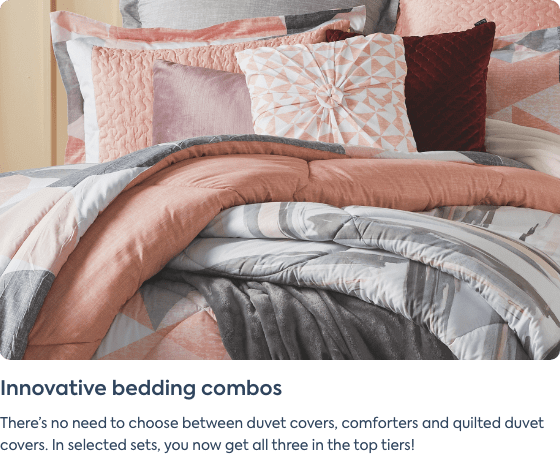 Innovative bedding combos
There’s no need to choose between duvet covers, comforters and quilted duvet
covers. In selected sets, you now get all three in the top tiers!